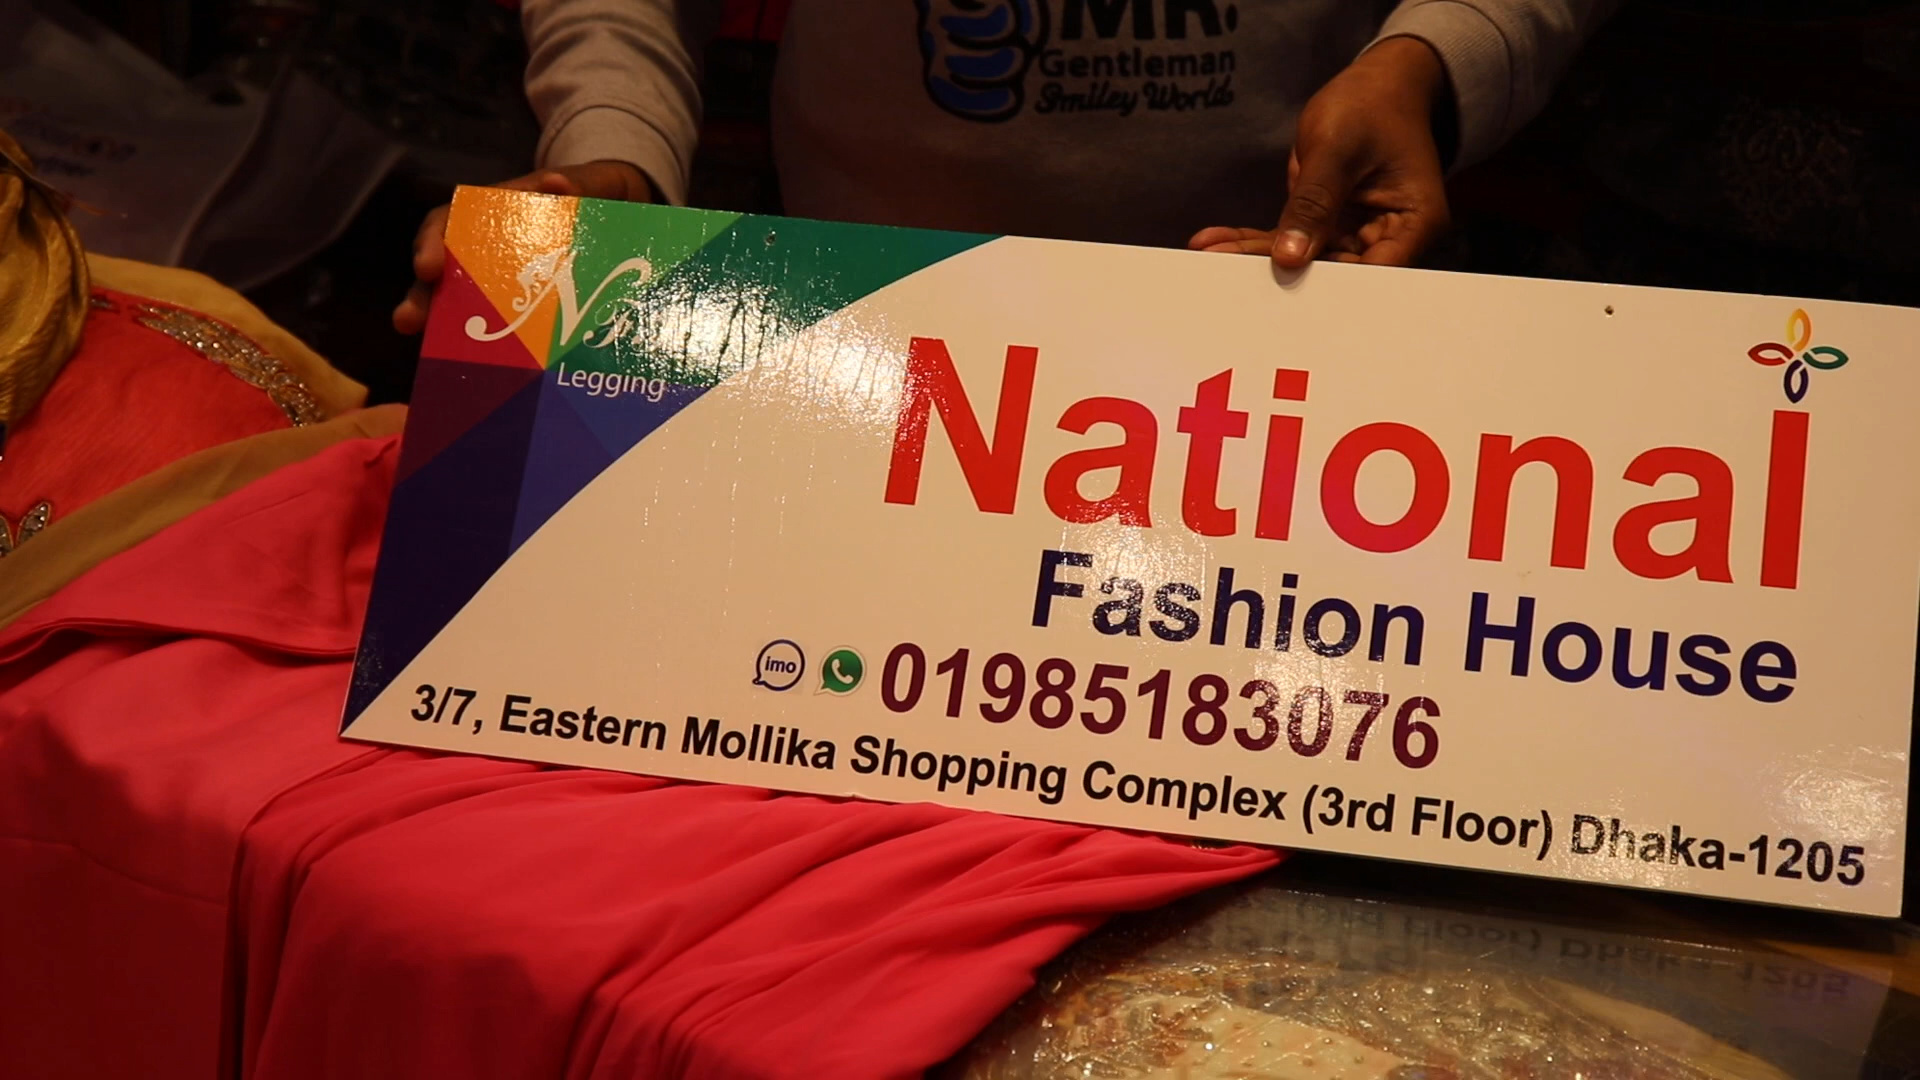 MR.
Gentleman
Smiley World
NFH
Legging
National
Fashion House
imo 01985183076
3/7, Eastern Mollika Shopping Complex (3rd Floor) Dhaka-1205